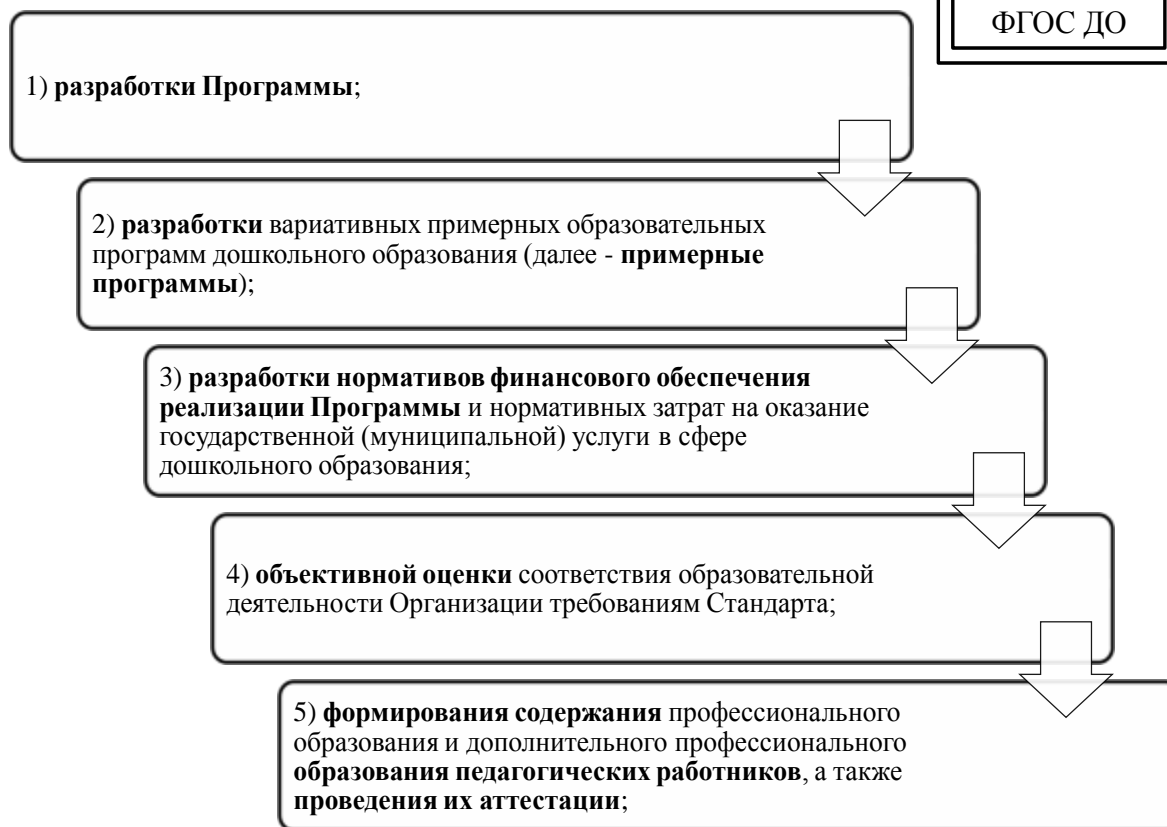 ФГОС ДО
1) разработки Программы;
2) разработки вариативных примерных образовательных
программ дошкольного образования (далее - примерные
программы);
3) разработки нормативов финансового обеспечения
реализации Программы и нормативных затрат на оказание
государственной (муниципальной) услуги в сфере
дошкольного образования;
4) объективной оценки соответствия образовательной
деятельности Организации требованиям Стандарта;
5) формирования содержания профессионального
образования и дополнительного профессионального
образования педагогических работников, а также
проведения их аттестации;